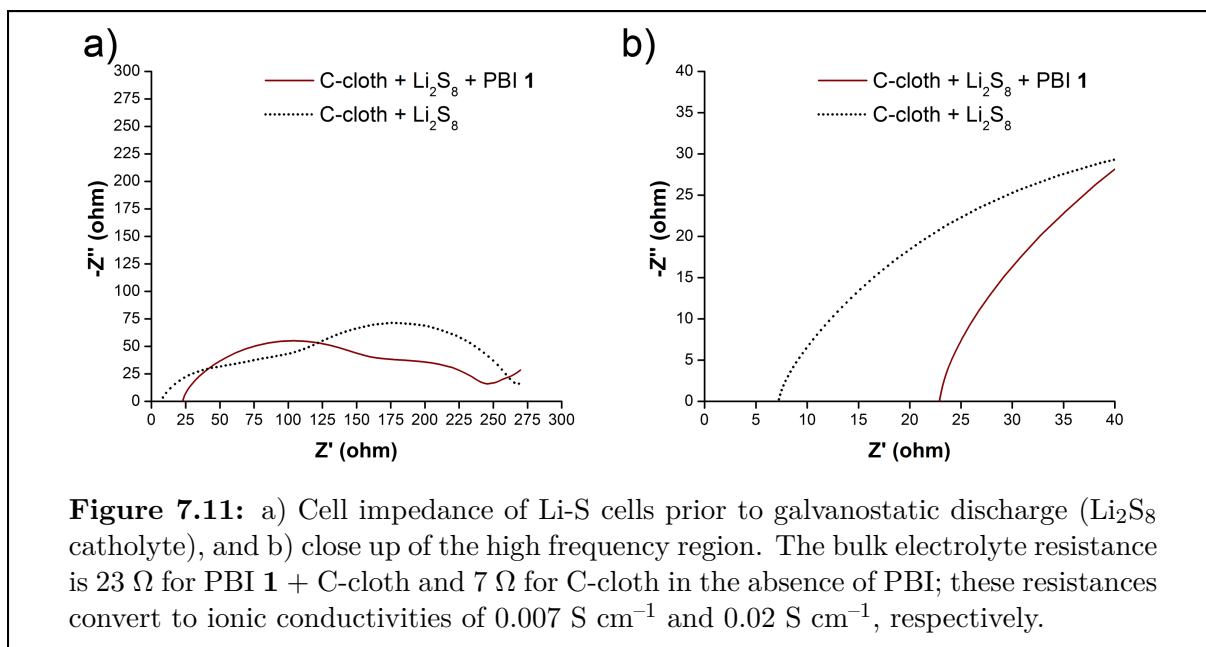 a)
300
275
250
225
200
175
150
125
100
75
50
25
0
-Z" (ohm)
C-cloth + Li₂S₈ + PBI 1
C-cloth + Li₂S₈
0 25 50 75 100 125 150 175 200 225 250 275 300
Z' (ohm)
b)
40
35
30
25
20
15
10
5
0
-Z" (ohm)
C-cloth + Li₂S₈ + PBI 1
C-cloth + Li₂S₈
0 5 10 15 20 25 30 35 40
Z' (ohm)
Figure 7.11: a) Cell impedance of Li-S cells prior to galvanostatic discharge (Li₂S₈
catholyte), and b) close up of the high frequency region. The bulk electrolyte resistance
is 23 Ω for PBI 1 + C-cloth and 7 Ω for C-cloth in the absence of PBI; these resistances
convert to ionic conductivities of 0.007 S cm⁻¹ and 0.02 S cm⁻¹, respectively.